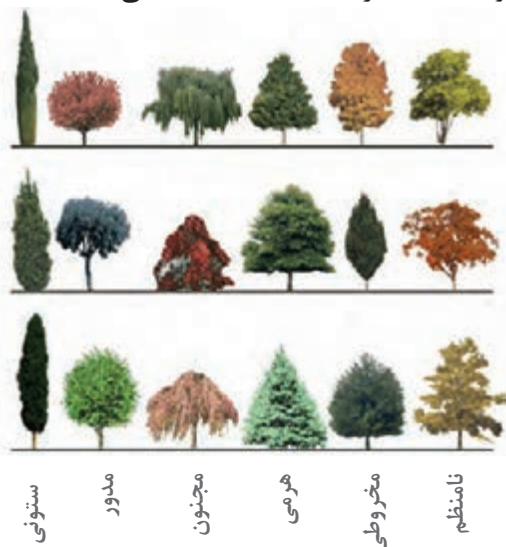 ستونی
مدور
مجنون
هرمی
مخروطی
نامنظم